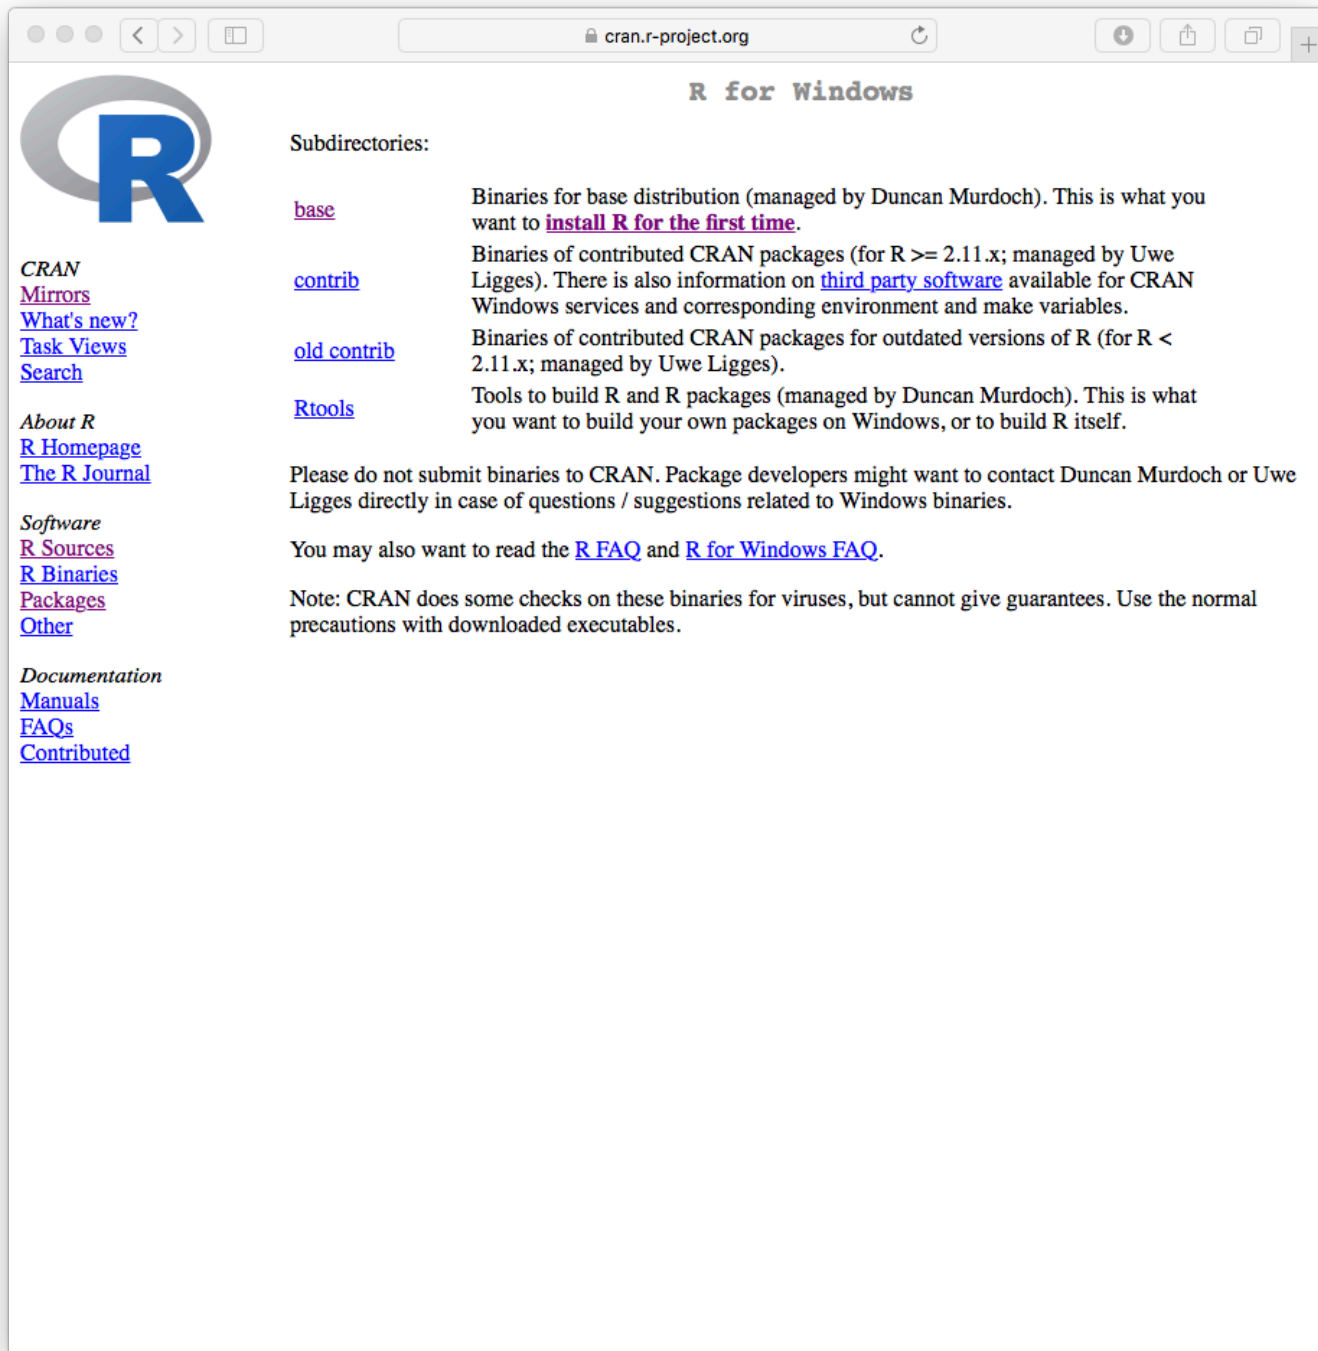 cran.r-project.org
R
R for Windows
Subdirectories:
base
Binaries for base distribution (managed by Duncan Murdoch). This is what you
want to install R for the first time.
contrib
Binaries of contributed CRAN packages (for R >= 2.11.x; managed by Uwe
Ligges). There is also information on third party software available for CRAN
Windows services and corresponding environment and make variables.
old contrib
Binaries of contributed CRAN packages for outdated versions of R (for R <
2.11.x; managed by Uwe Ligges).
Rtools
Tools to build R and R packages (managed by Duncan Murdoch). This is what
you want to build your own packages on Windows, or to build R itself.
Please do not submit binaries to CRAN. Package developers might want to contact Duncan Murdoch or Uwe
Ligges directly in case of questions / suggestions related to Windows binaries.
You may also want to read the R FAQ and R for Windows FAQ.
Note: CRAN does some checks on these binaries for viruses, but cannot give guarantees. Use the normal
precautions with downloaded executables.
CRAN
Mirrors
What's new?
Task Views
Search
About R
R Homepage
The R Journal
Software
R Sources
R Binaries
Packages
Other
Documentation
Manuals
FAQs
Contributed